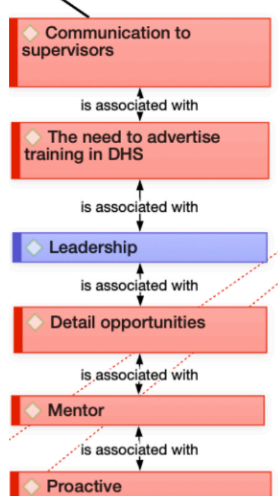 Communication to
supervisors
is associated with
The need to advertise
training in DHS
is associated with
Leadership
is associated with
Detail opportunities
is associated with
Mentor
is associated with
Proactive